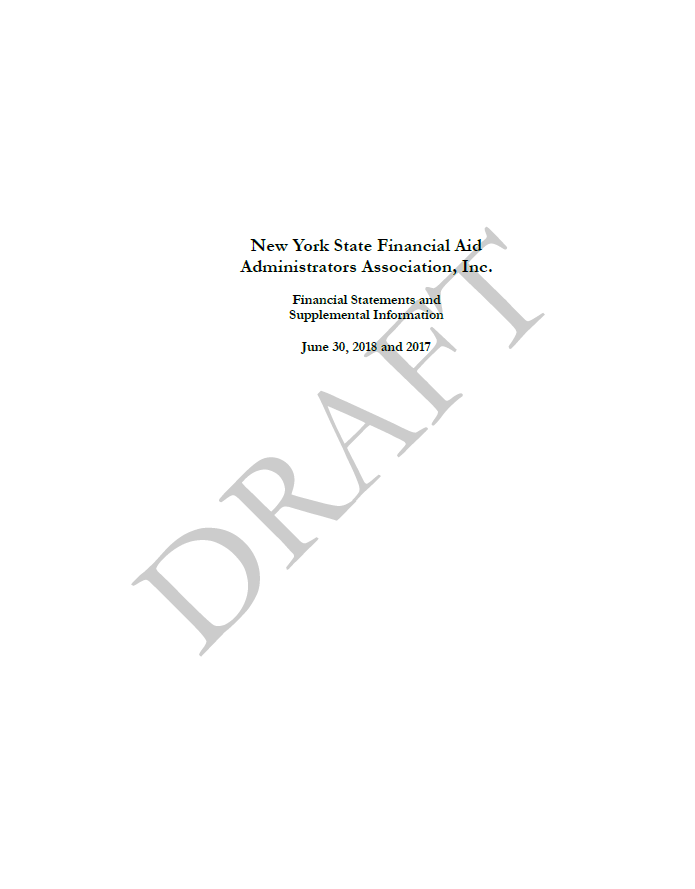 New York State Financial Aid
Administrators Association, Inc.
Financial Statements and
Supplemental Information
June 30, 2018 and 2017
DRAFT